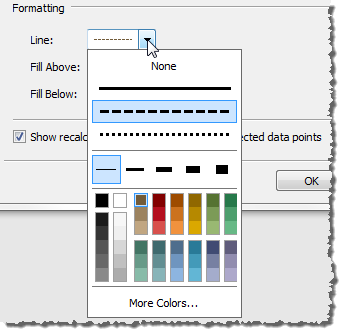 Formatting
Line:
None
Fill Above:
Fill Below:
Show recalc ected data points
OK
More Colors...